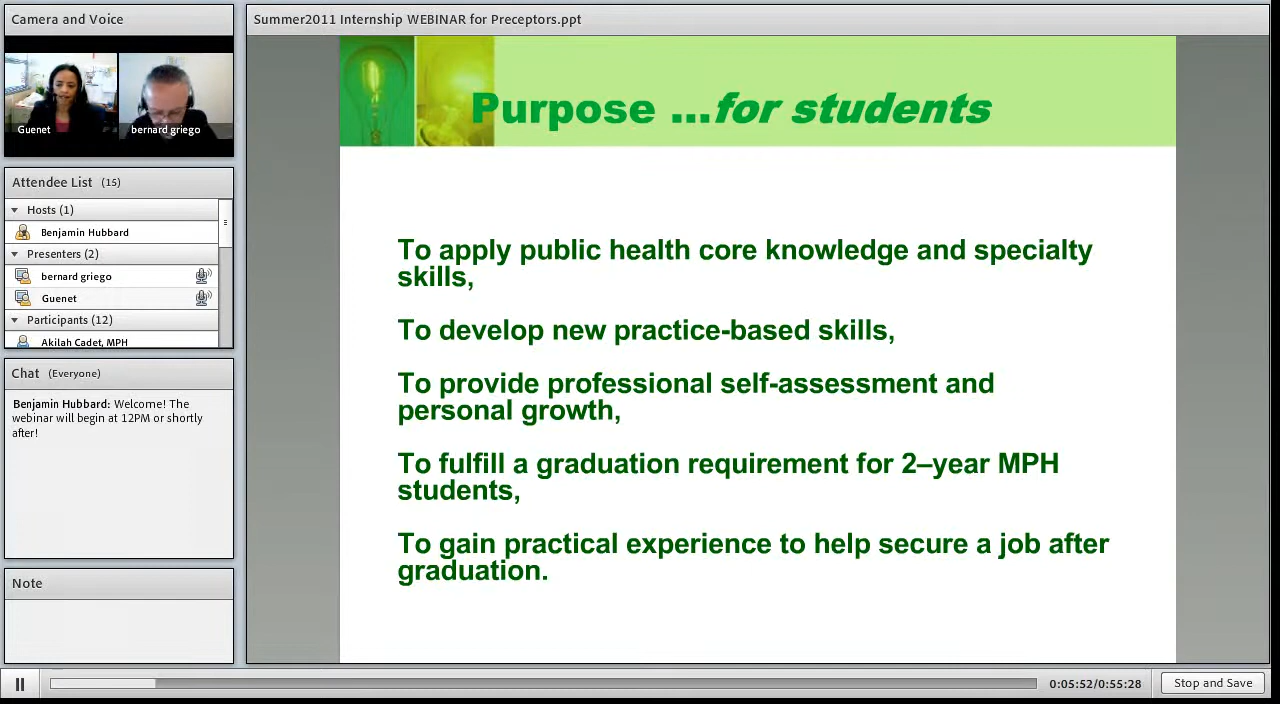 Camera and Voice
Guenet
bernard griego
Attendee List (15)
Hosts (1)
Benjamin Hubbard
Presenters (2)
bernard griego
Guenet
Participants (12)
Akilah Cadet, MPH
Chat (Everyone)
Benjamin Hubbard: Welcome! The
webinar will begin at 12PM or shortly
after!
Note
Summer2011 Internship WEBINAR for Preceptors.ppt
Purpose ...for students
To apply public health core knowledge and specialty
skills,
To develop new practice-based skills,
To provide professional self-assessment and
personal growth,
To fulfill a graduation requirement for 2–year MPH
students,
To gain practical experience to help secure a job after
graduation.
0:05:52/0:55:28
Stop and Save